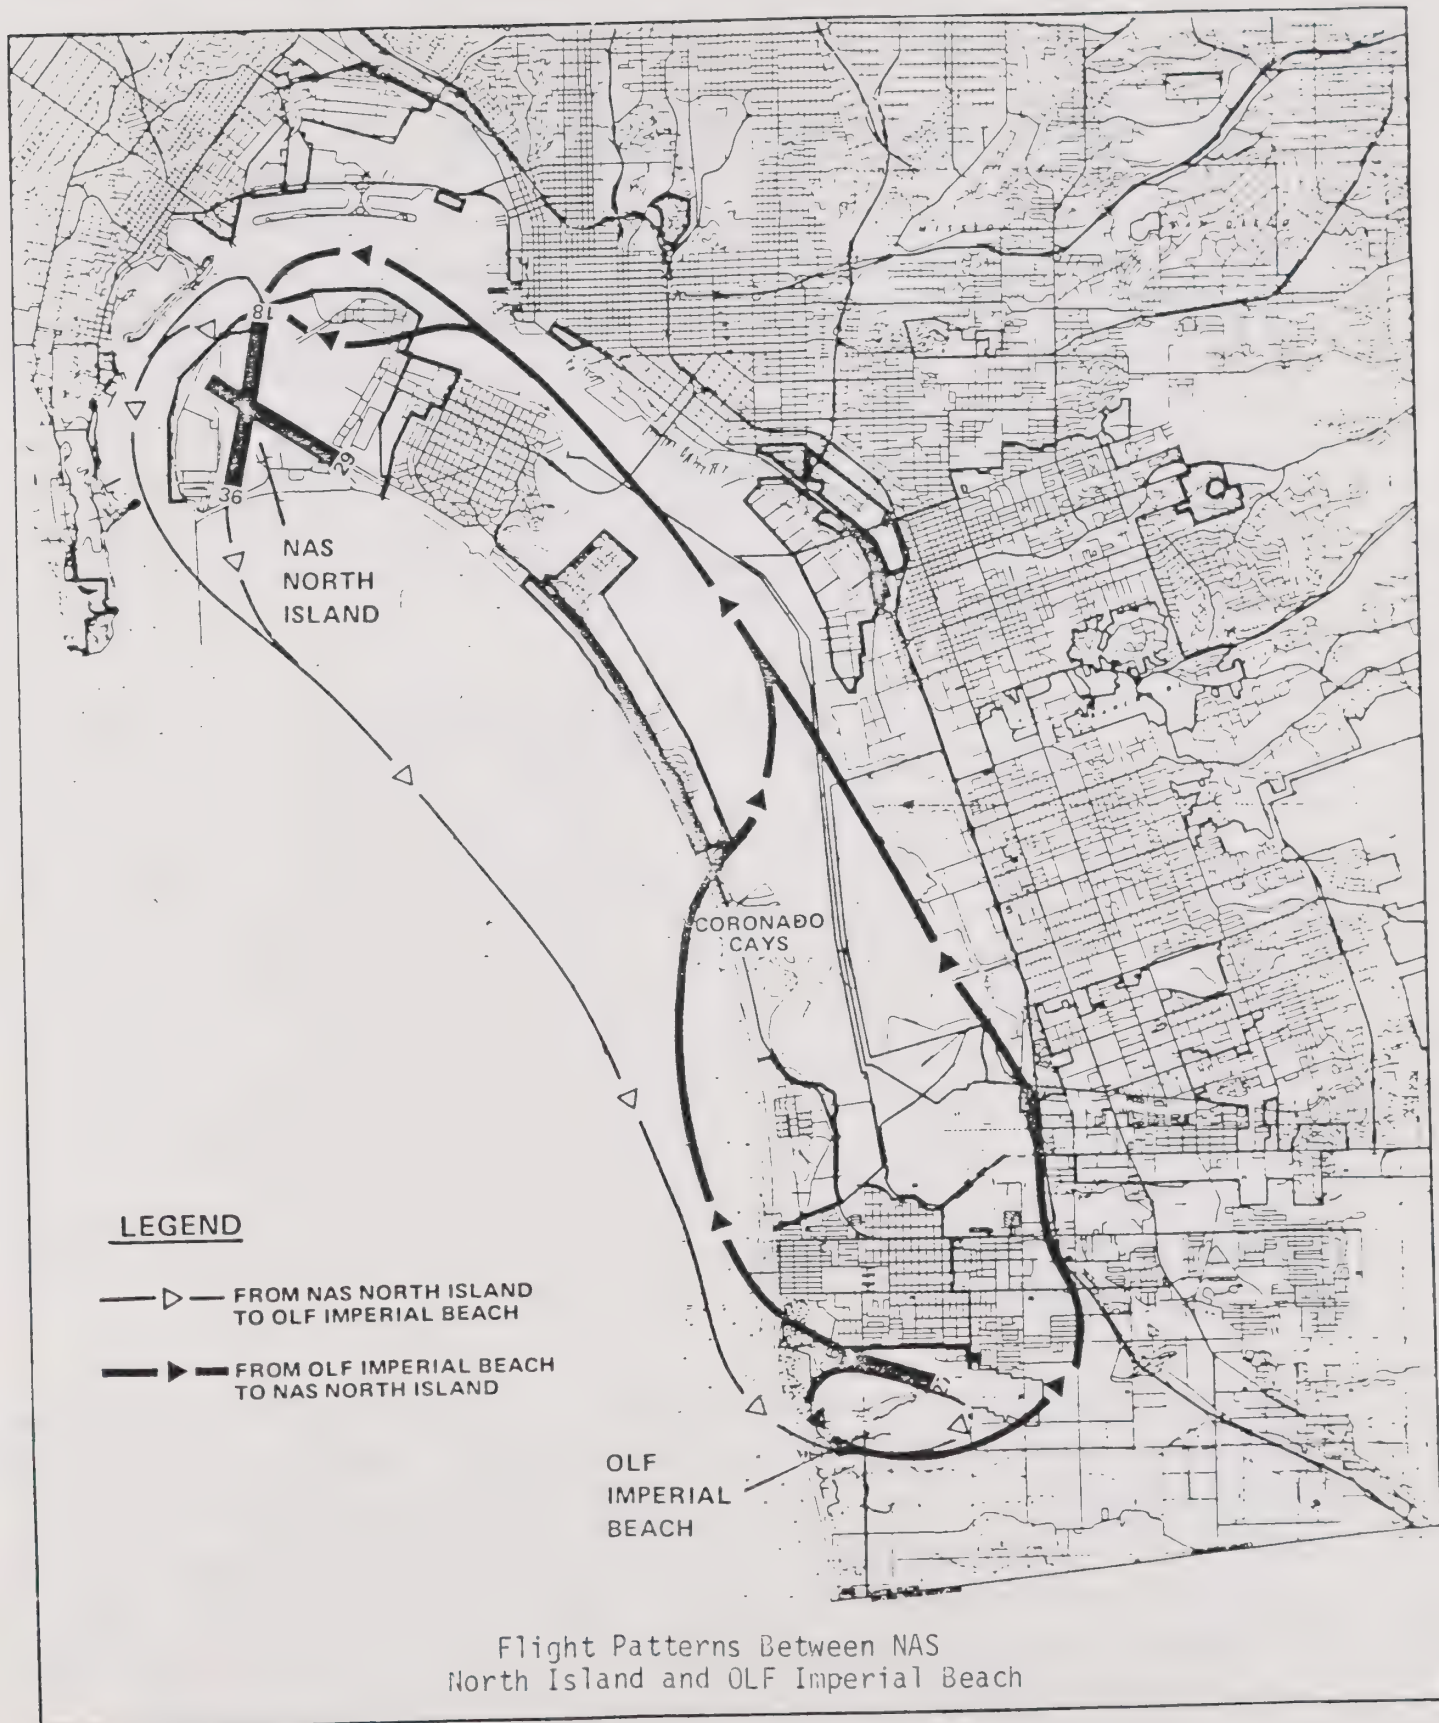 MISSION
18
29
36
NAS
NORTH
ISLAND
CORONADO
CAYS
LEGEND
FROM NAS NORTH ISLAND
TO OLF IMPERIAL BEACH
FROM OLF IMPERIAL BEACH
TO NAS NORTH ISLAND
OLF
IMPERIAL
BEACH
Flight Patterns Between NAS
North Island and OLF Imperial Beach